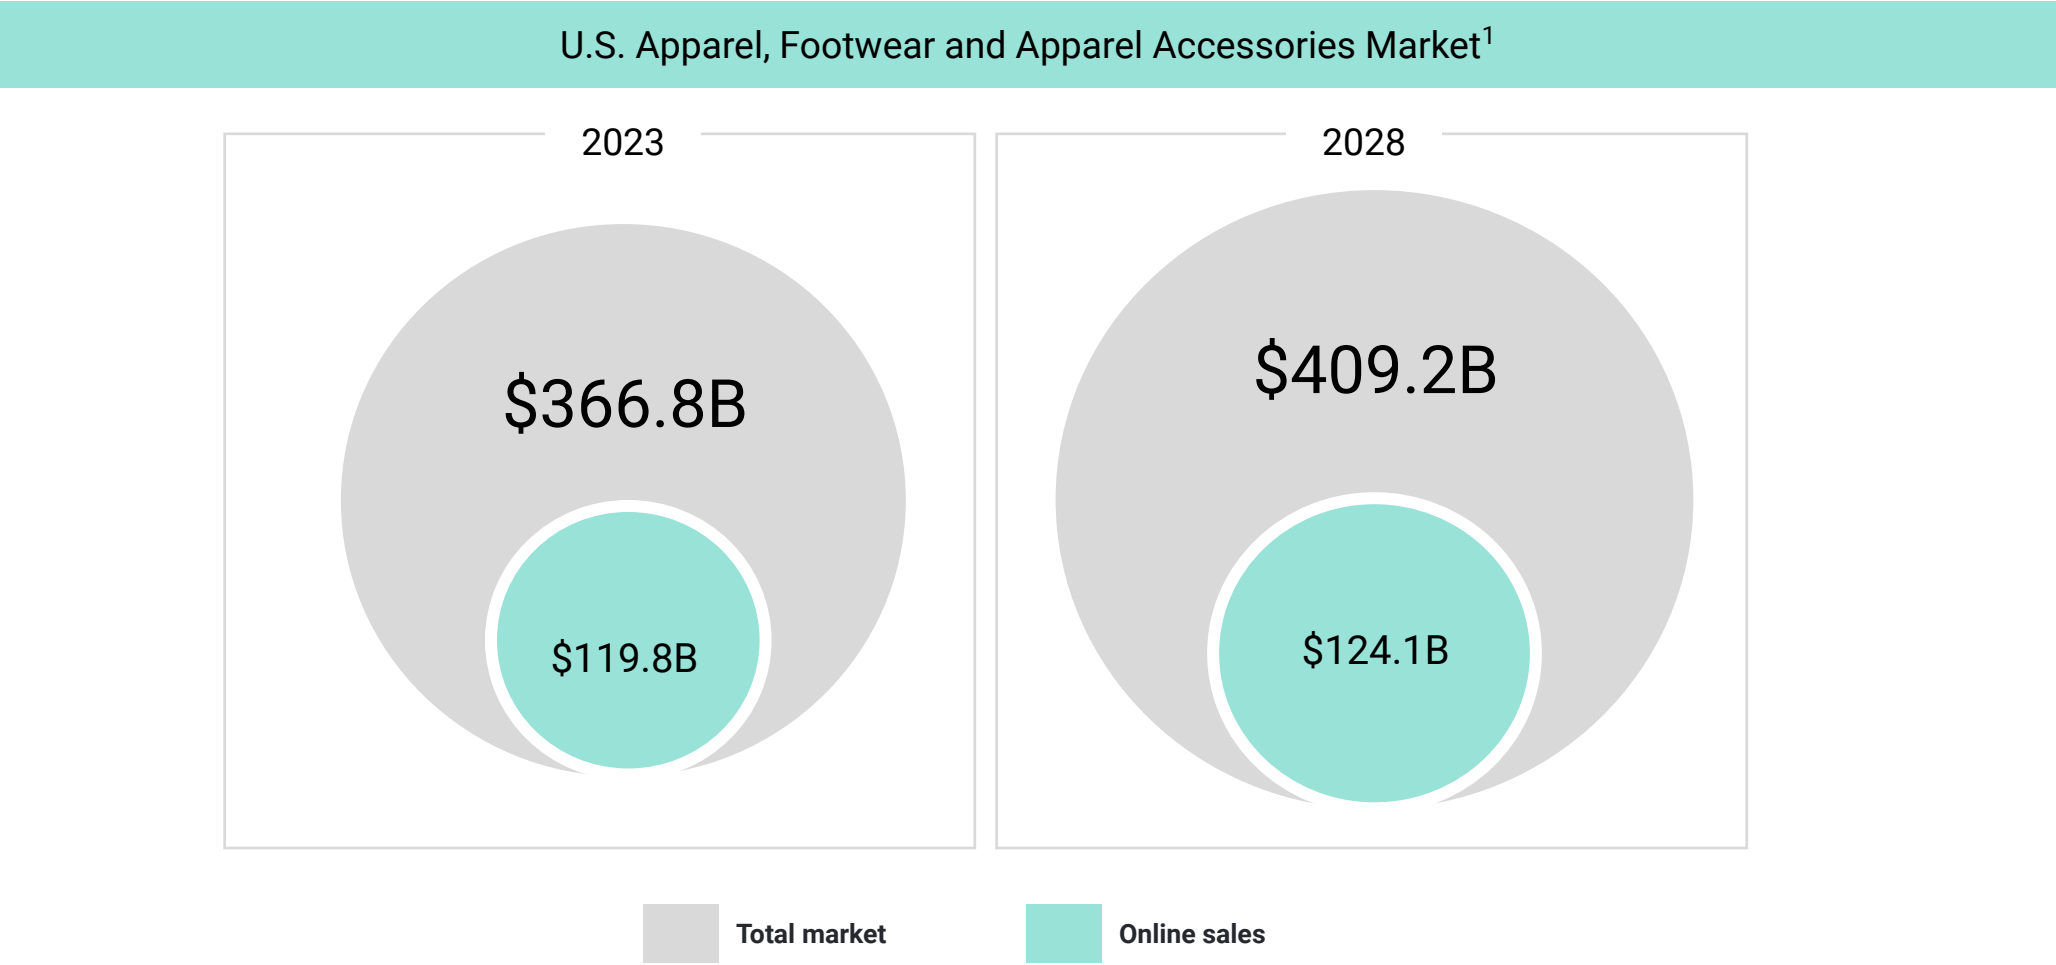 U.S. Apparel, Footwear and Apparel Accessories Market¹
2023
$366.8B
$119.8B
2028
$409.2B
$124.1B
Total market
Online sales